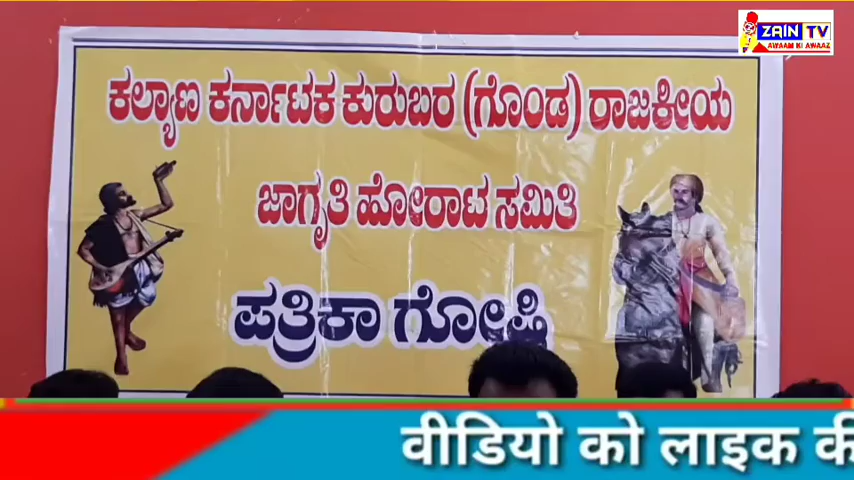 ZAIN TV
AWAAM KI AWAAZ
ಕಲ್ಯಾಣ ಕರ್ನಾಟಕ ಕುರುಬರ (ಗೊಂಡ) ರಾಜಕೀಯ
ಜಾಗೃತಿ ಹೋರಾಟ ಸಮಿತಿ
ಪತ್ರಿಕಾ ಗೋಷ್ಠಿ
वीडियो को लाइक की